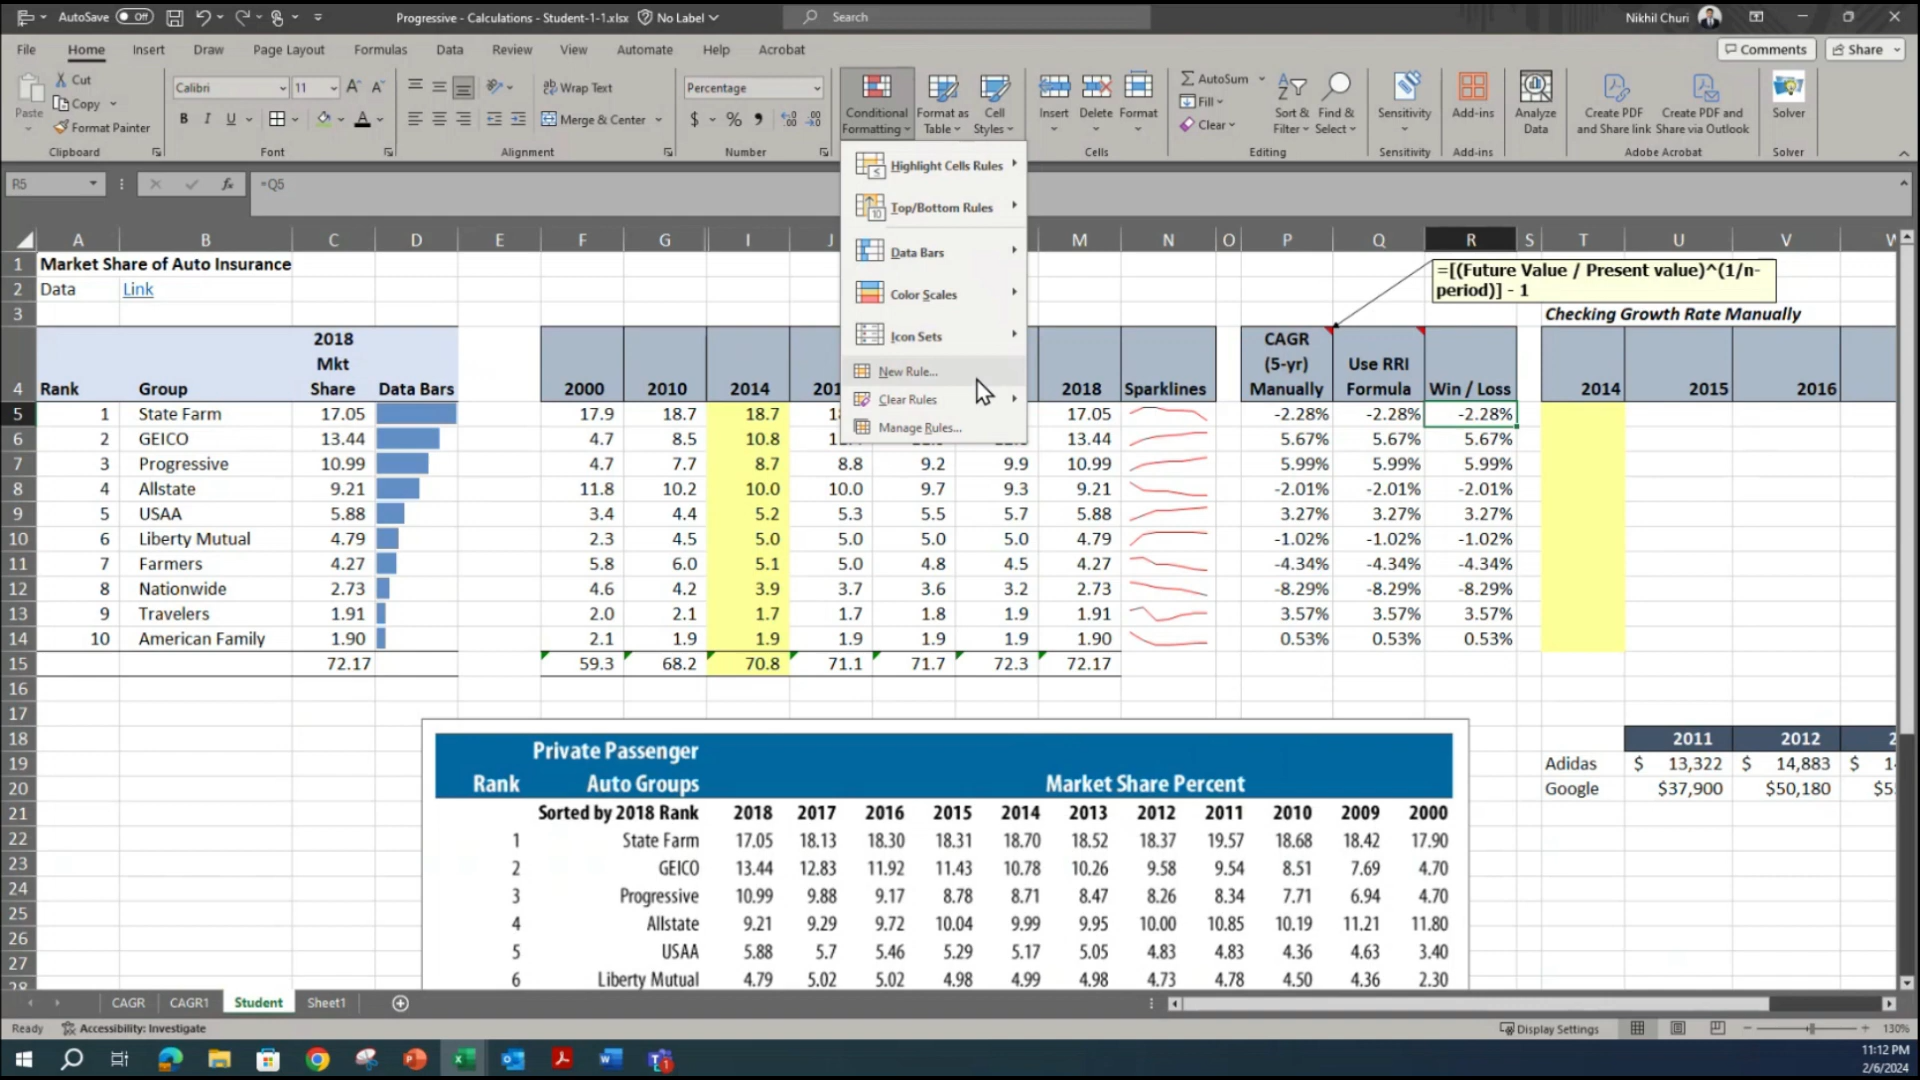 AutoSave Off Progressive - Calculations - Student-1-1.xlsx No Label Search Nikhil Churi
File Home Insert Draw Page Layout Formulas Data Review View Automate Help Acrobat Comments Share
Paste Cut Copy Format Painter Clipboard
Calibri 11 B I U Font
Wrap Text Merge & Center Alignment
Percentage $ % Number
Conditional Formatting Format as Table Cell Styles
Insert Delete Format Cells
AutoSum Fill Clear Sort & Filter Find & Select Editing
Sensitivity Sensitivity Add-ins Add-ins Analyze Data
Create PDF and Share link Create PDF and Share via Outlook Adobe Acrobat
Solver Solver
Highlight Cells Rules
Top/Bottom Rules
Data Bars
Color Scales
Icon Sets
New Rule...
Clear Rules
Manage Rules...
R5 fx =Q5
A B C D E F G I J M N O P Q R S T U V W
1 Market Share of Auto Insurance
=[(Future Value / Present value)^(1/n-
period)] - 1
2 Data Link
3 Checking Growth Rate Manually
4 Rank Group 2018 Mkt Share Data Bars 2000 2010 2014 2018 Sparklines CAGR (5-yr) Manually Use RRI Formula Win / Loss 2014 2015 2016
5 1 State Farm 17.05 17.9 18.7 18.7 17.05 -2.28% -2.28% -2.28%
6 2 GEICO 13.44 4.7 8.5 10.8 13.44 5.67% 5.67% 5.67%
7 3 Progressive 10.99 4.7 7.7 8.7 8.8 9.2 9.9 10.99 5.99% 5.99% 5.99%
8 4 Allstate 9.21 11.8 10.2 10.0 10.0 9.7 9.3 9.21 -2.01% -2.01% -2.01%
9 5 USAA 5.88 3.4 4.4 5.2 5.3 5.5 5.7 5.88 3.27% 3.27% 3.27%
10 6 Liberty Mutual 4.79 2.3 4.5 5.0 5.0 5.0 5.0 4.79 -1.02% -1.02% -1.02%
11 7 Farmers 4.27 5.8 6.0 5.1 5.0 4.8 4.5 4.27 -4.34% -4.34% -4.34%
12 8 Nationwide 2.73 4.6 4.2 3.9 3.7 3.6 3.2 2.73 -8.29% -8.29% -8.29%
13 9 Travelers 1.91 2.0 2.1 1.7 1.7 1.8 1.9 1.91 3.57% 3.57% 3.57%
14 10 American Family 1.90 2.1 1.9 1.9 1.9 1.9 1.9 1.90 0.53% 0.53% 0.53%
15 72.17 59.3 68.2 70.8 71.1 71.7 72.3 72.17
16
17
18 2011 2012
19 Adidas $ 13,322 $ 14,883 $
20 Google $37,900 $50,180
21
22
23
24
25
26
27
28
Private Passenger
Rank Auto Groups Market Share Percent
Sorted by 2018 Rank 2018 2017 2016 2015 2014 2013 2012 2011 2010 2009 2000
1 State Farm 17.05 18.13 18.30 18.31 18.70 18.52 18.37 19.57 18.68 18.42 17.90
2 GEICO 13.44 12.83 11.92 11.43 10.78 10.26 9.58 9.54 8.51 7.69 4.70
3 Progressive 10.99 9.88 9.17 8.78 8.71 8.47 8.26 8.34 7.71 6.94 4.70
4 Allstate 9.21 9.29 9.72 10.04 9.99 9.95 10.00 10.85 10.19 11.21 11.80
5 USAA 5.88 5.7 5.46 5.29 5.17 5.05 4.83 4.83 4.36 4.63 3.40
6 Liberty Mutual 4.79 5.02 5.02 4.98 4.99 4.98 4.73 4.78 4.50 4.36 2.30
CAGR CAGR1 Student Sheet1
Ready Accessibility: Investigate Display Settings 130%
11:12 PM
2/6/2024